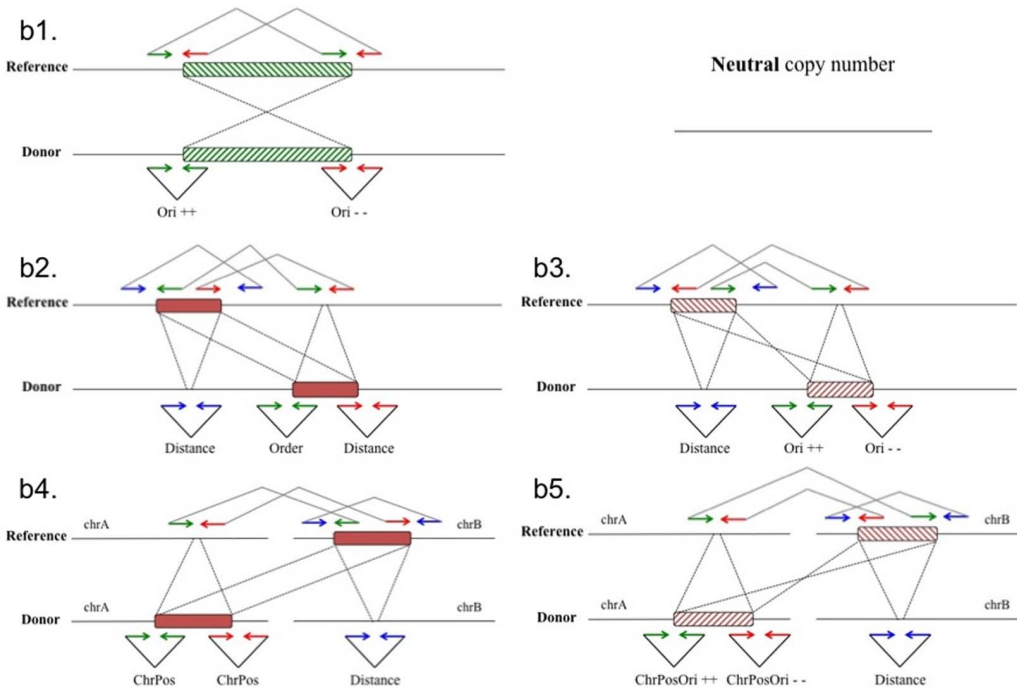 b1.
Reference
Donor
Ori ++
Ori - -
Neutral copy number
b2.
Reference
Donor
Distance
Order
Distance
b3.
Reference
Donor
Distance
Ori ++
Ori - -
b4.
chrA
chrB
Reference
chrA
chrB
Donor
ChrPos
ChrPos
Distance
b5.
chrA
chrB
Reference
chrA
chrB
Donor
ChrPosOri ++
ChrPosOri - -
Distance